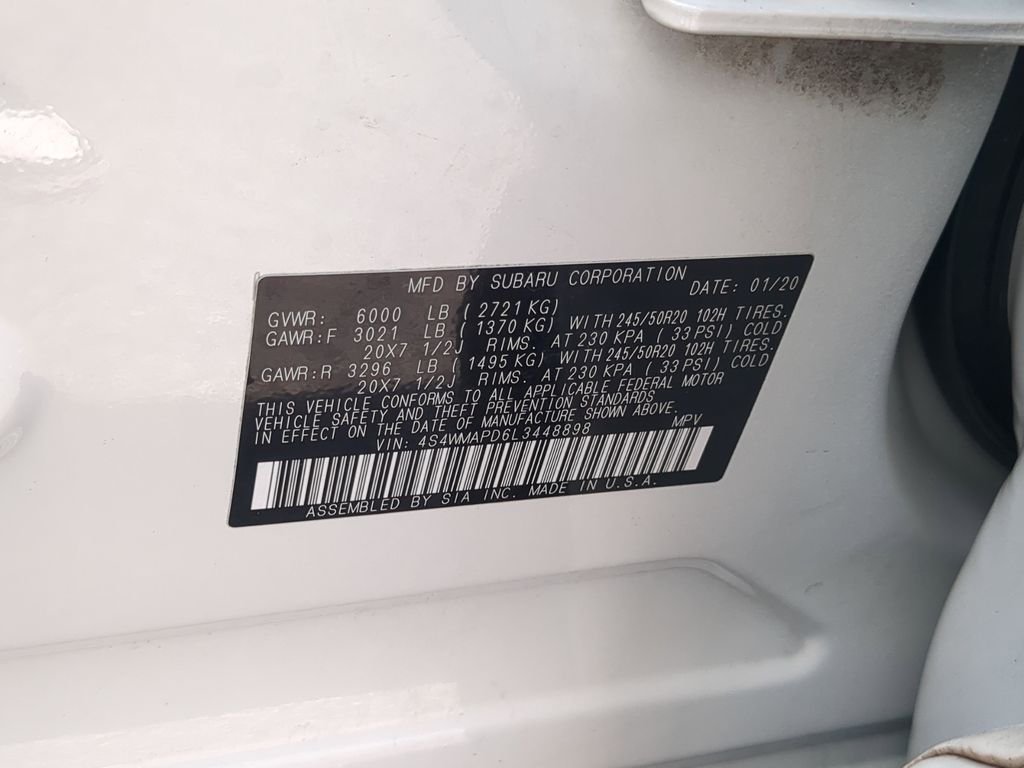 MFD BY SUBARU CORPORATION DATE: 01/20
GVWR: 6000 LB (2721 KG)
GAWR:F 3021 LB (1370 KG) WITH 245/50R20 102H TIRES.
20X7 1/2J RIMS. AT 230 KPA (33 PSI) COLD
GAWR:R 3296 LB (1495 KG) WITH 245/50R20 102H TIRES.
20X7 1/2J RIMS. AT 230 KPA (33 PSI) COLD
THIS VEHICLE CONFORMS TO ALL APPLICABLE FEDERAL MOTOR
VEHICLE SAFETY AND THEFT PREVENTION STANDARDS
IN EFFECT ON THE DATE OF MANUFACTURE SHOWN ABOVE.
VIN: 4S4WMAPD6L3448898 MPV
ASSEMBLED BY SIA INC. MADE IN U.S.A.